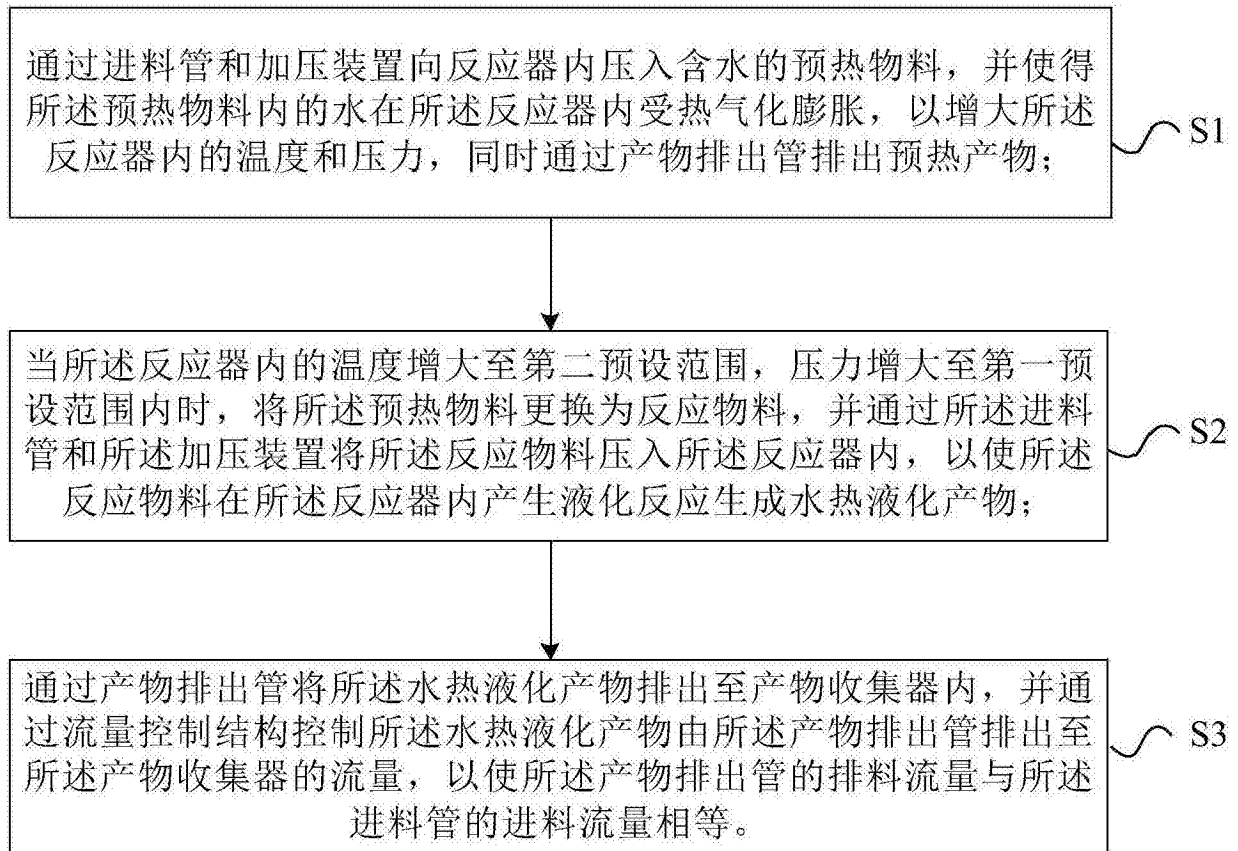 通过进料管和加压装置向反应器内压入含水的预热物料，并使得
所述预热物料内的水在所述反应器内受热气化膨胀，以增大所述
反应器内的温度和压力，同时通过产物排出管排出预热产物；
S1
当所述反应器内的温度增大至第二预设范围，压力增大至第一预
设范围内时，将所述预热物料更换为反应物料，并通过所述进料
管和所述加压装置将所述反应物料压入所述反应器内，以使所述
反应物料在所述反应器内产生液化反应生成水热液化产物；
S2
通过产物排出管将所述水热液化产物排出至产物收集器内，并通
过流量控制结构控制所述水热液化产物由所述产物排出管排出至
所述产物收集器的流量，以使所述产物排出管的排料流量与所述
进料管的进料流量相等。
S3